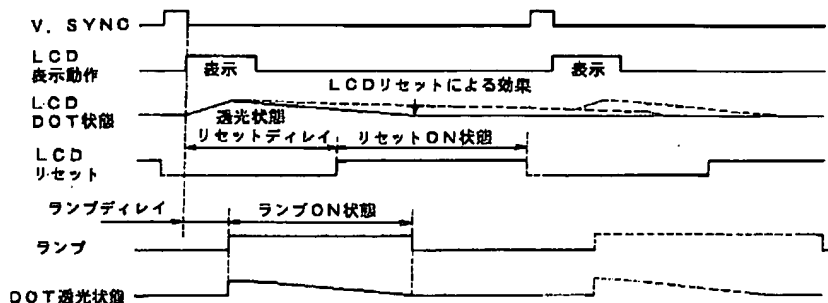 V. SYNC
LCD
表示動作
表示
表示
LCDリセットによる効果
LCD
DOT状態
透光状態
リセットディレイ
リセットON状態
LCD
リセット
ランプディレイ
ランプON状態
ランプ
DOT透光状態